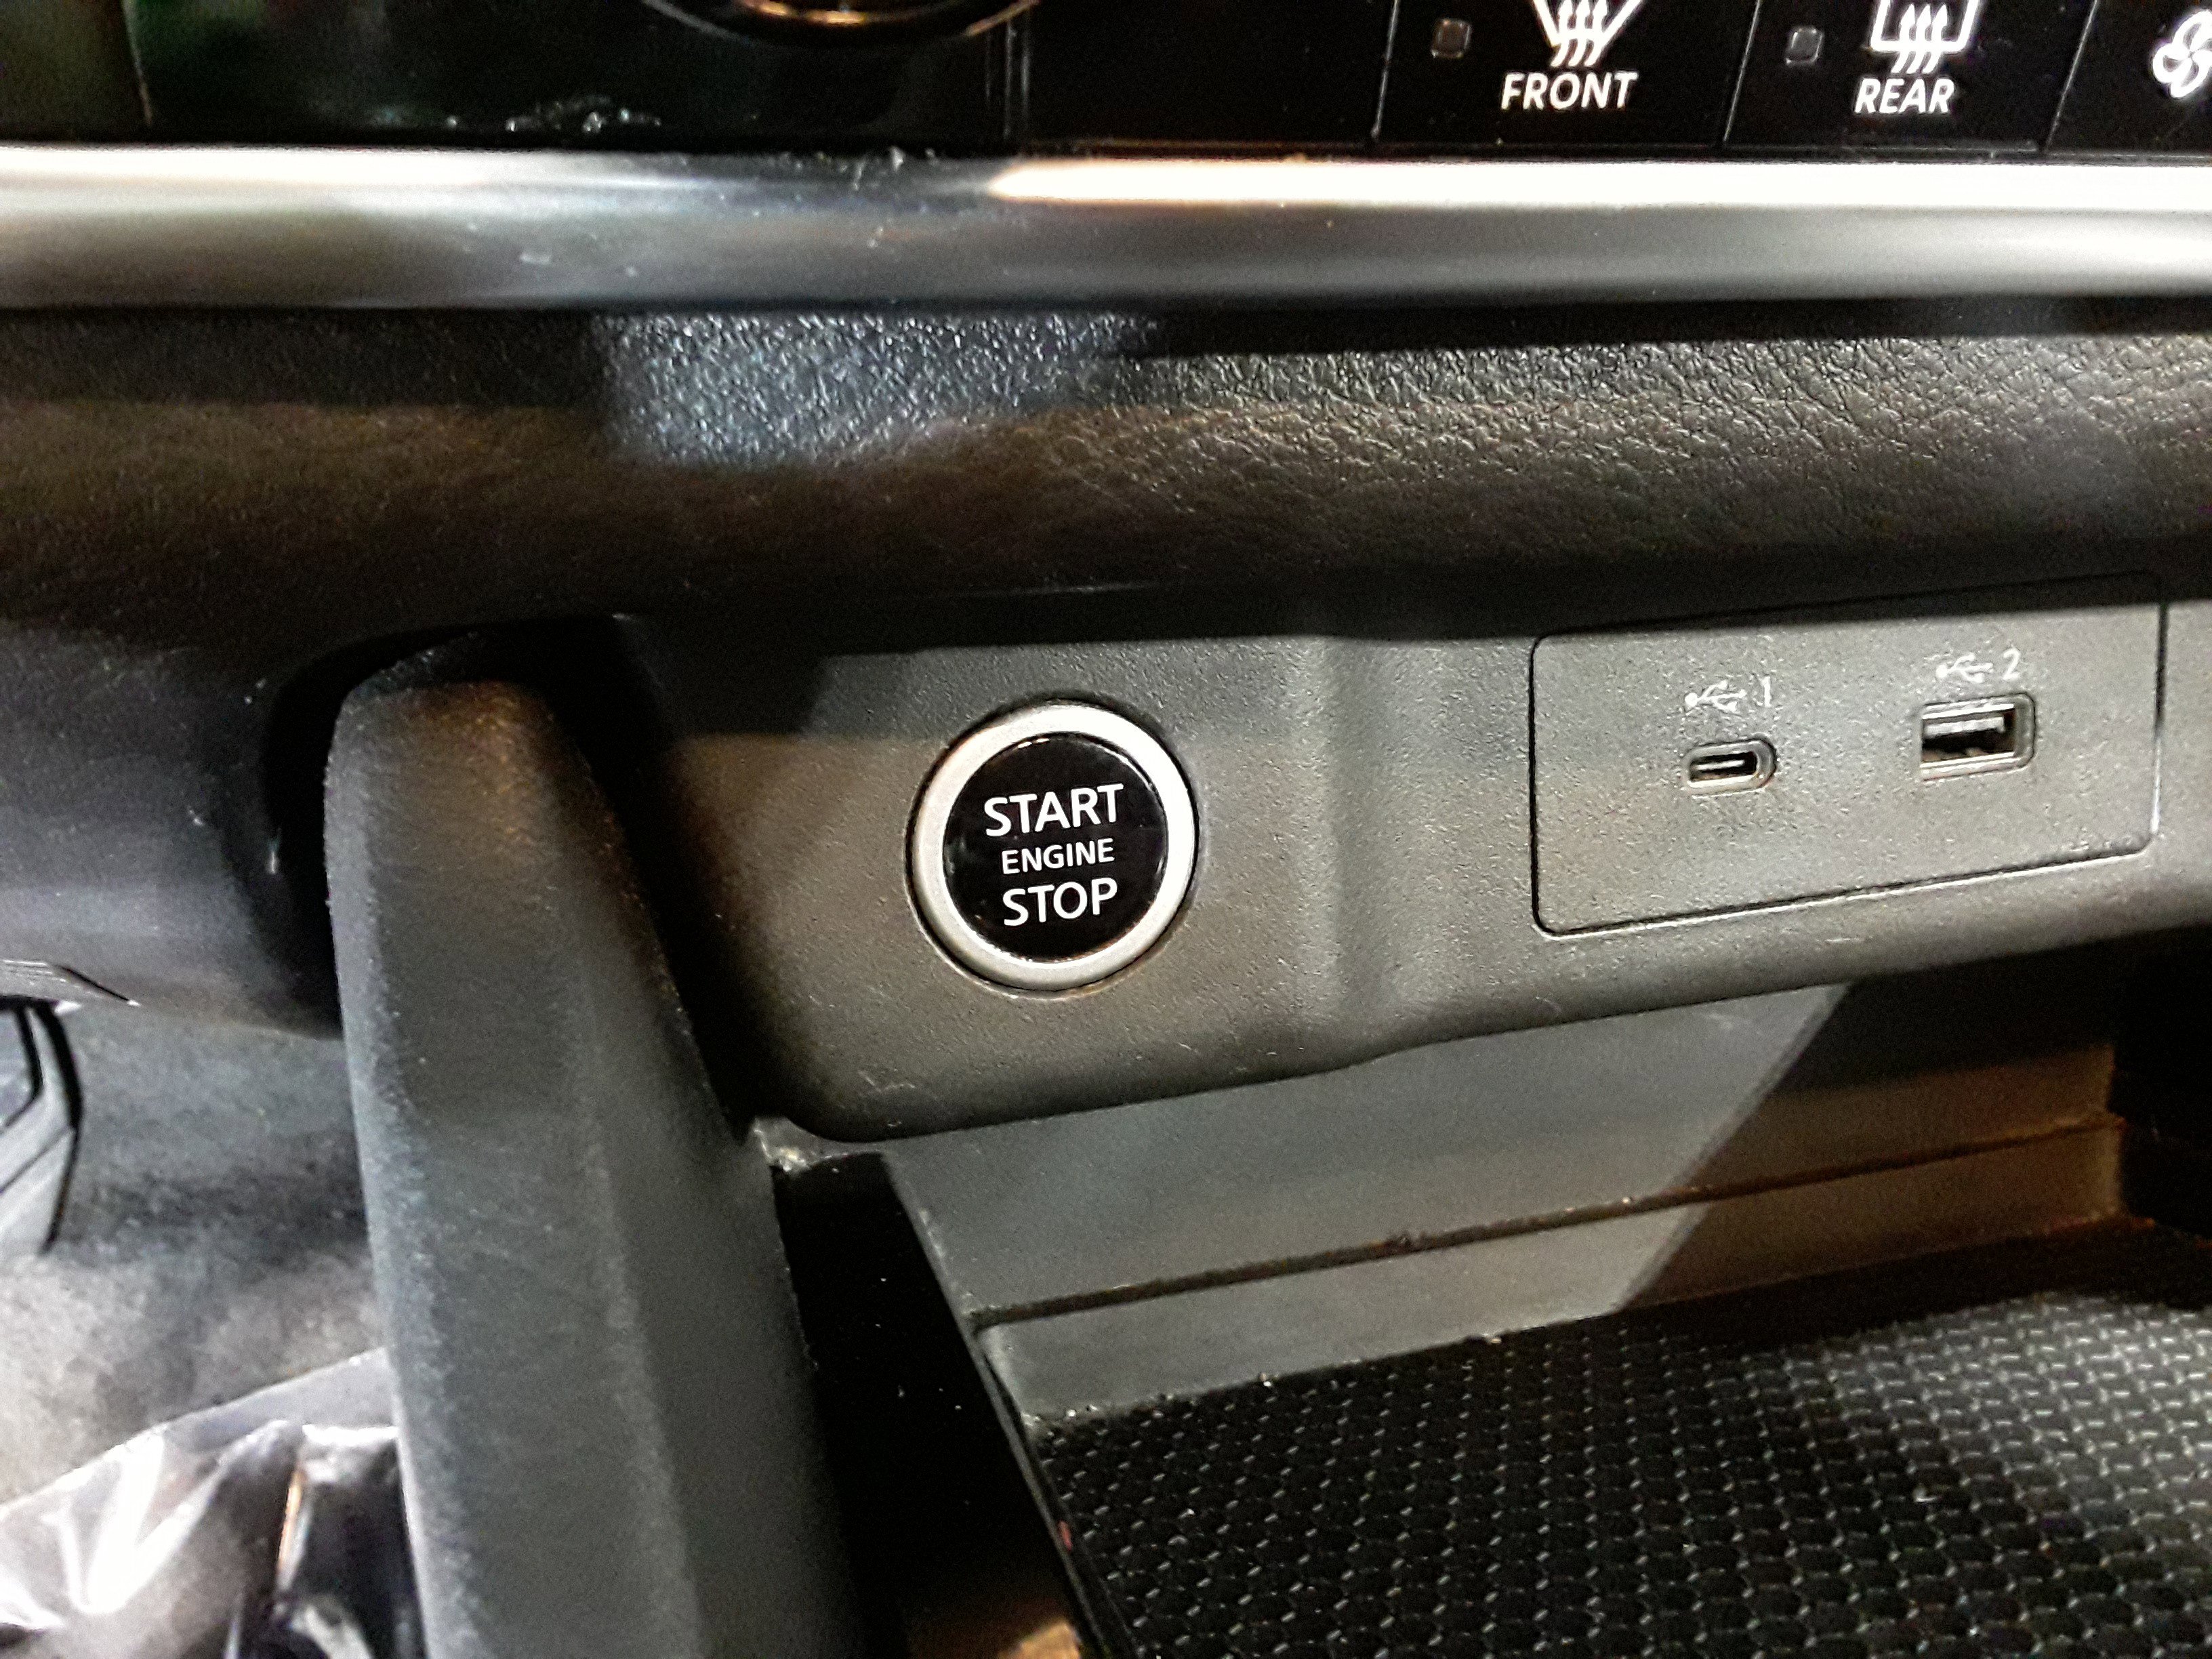 FRONT REAR
1 2
START
ENGINE
STOP